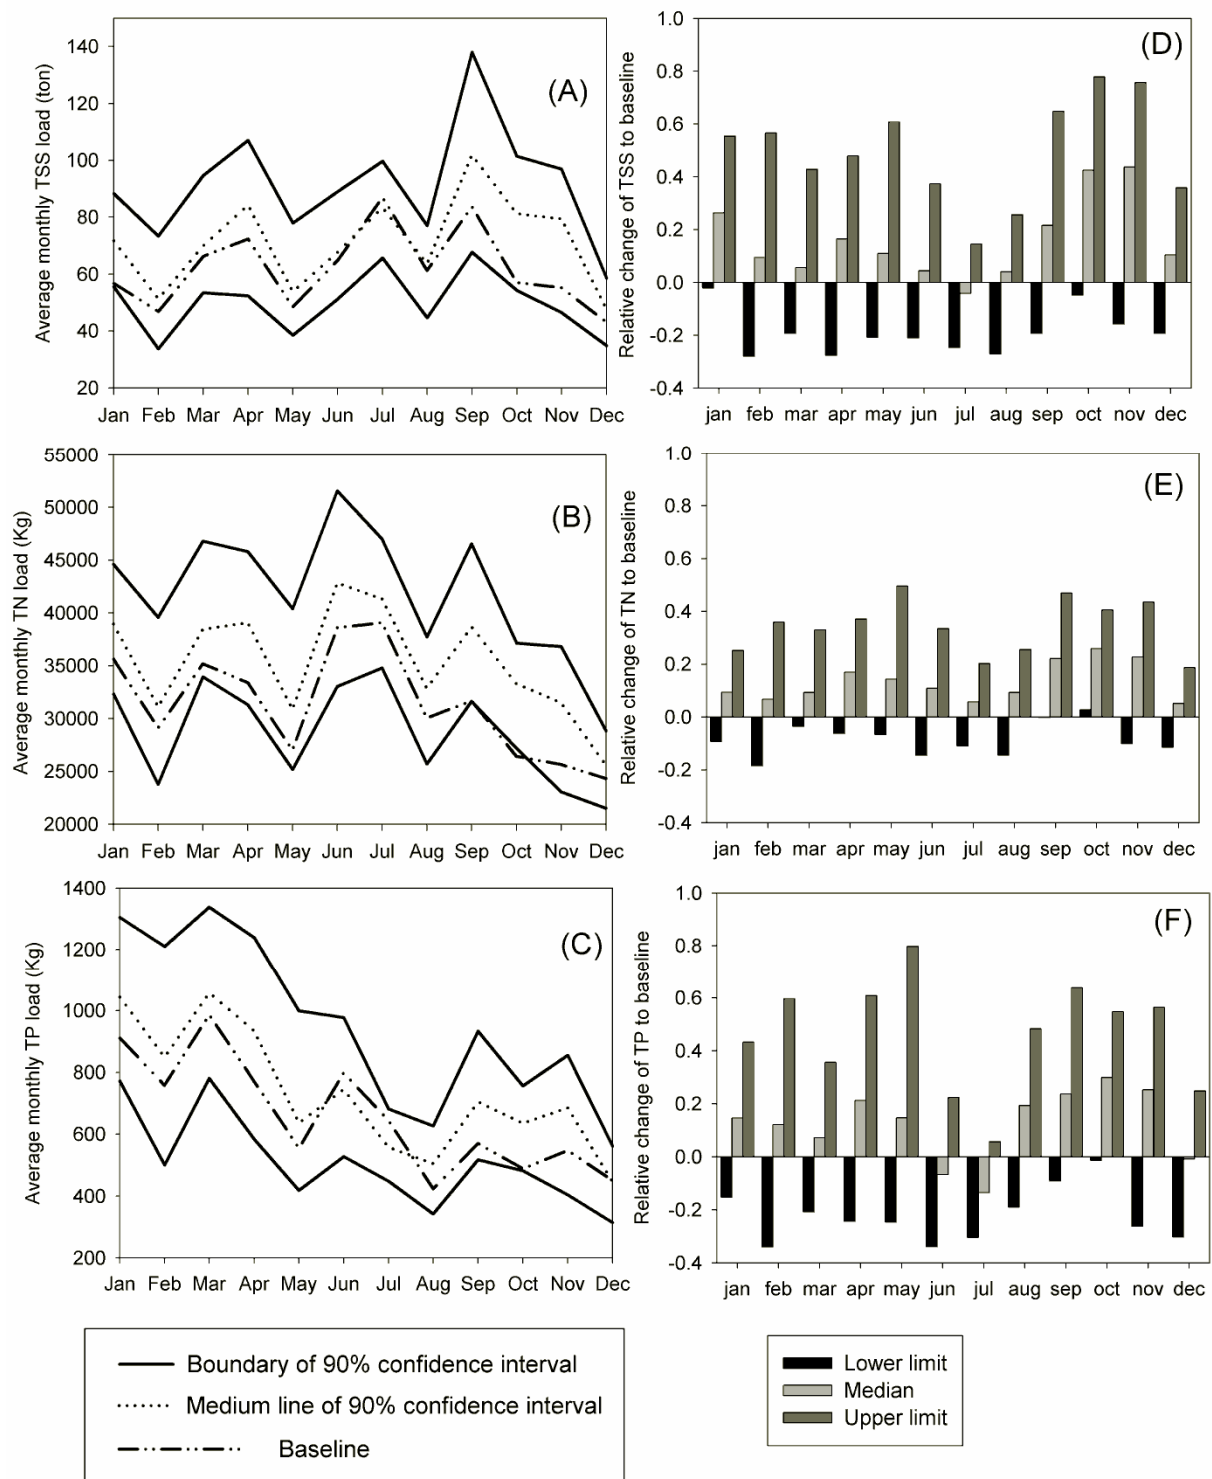 Average monthly TSS load (ton)
140
120
100
80
60
40
20
(A)
Jan Feb Mar Apr May Jun Jul Aug Sep Oct Nov Dec
Relative change of TSS to baseline
1.0
0.8
0.6
0.4
0.2
0.0
-0.2
-0.4
(D)
jan feb mar apr may jun jul aug sep oct nov dec
Average monthly TN load (Kg)
55000
50000
45000
40000
35000
30000
25000
20000
(B)
Jan Feb Mar Apr May Jun Jul Aug Sep Oct Nov Dec
Relative change of TN to baseline
1.0
0.8
0.6
0.4
0.2
0.0
-0.2
-0.4
(E)
jan feb mar apr may jun jul aug sep oct nov dec
Average monthly TP load (Kg)
1400
1200
1000
800
600
400
200
(C)
Jan Feb Mar Apr May Jun Jul Aug Sep Oct Nov Dec
Relative change of TP to baseline
1.0
0.8
0.6
0.4
0.2
0.0
-0.2
-0.4
(F)
jan feb mar apr may jun jul aug sep oct nov dec
Boundary of 90% confidence interval
Medium line of 90% confidence interval
Baseline
Lower limit
Median
Upper limit